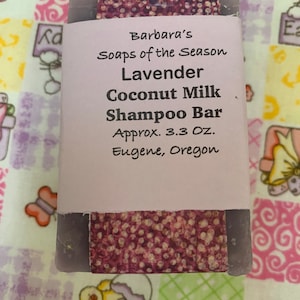 Barbara's
Soaps of the Season
Lavender
Coconut Milk
Shampoo Bar
Approx. 3.3 Oz.
Eugene, Oregon